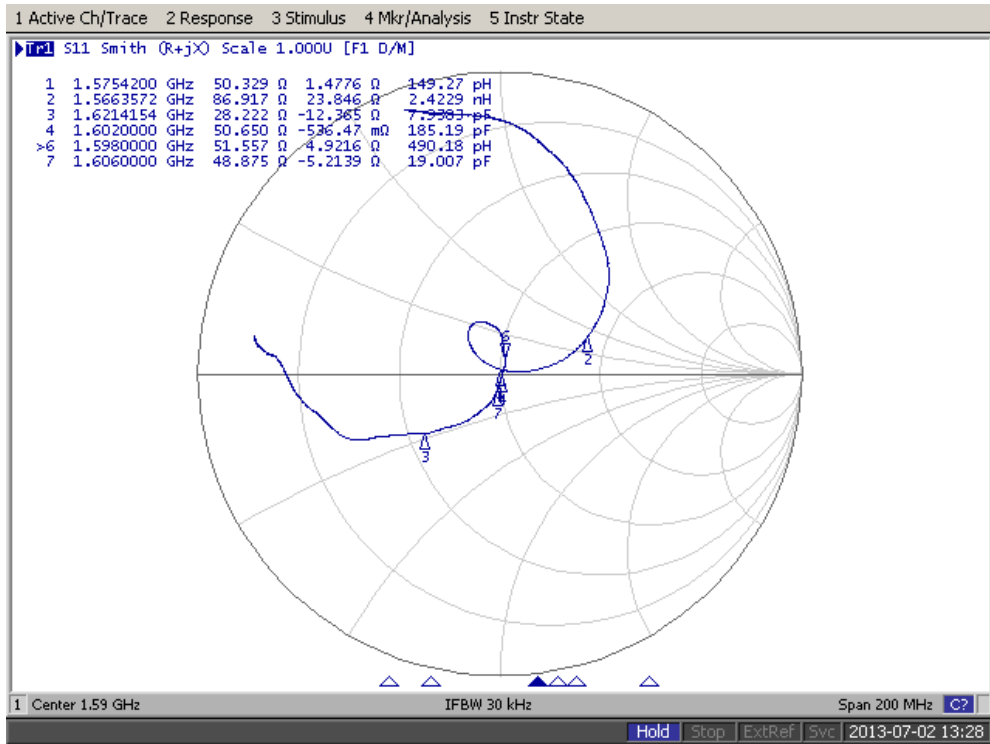 1 Active Ch/Trace 2 Response 3 Stimulus 4 Mkr/Analysis 5 Instr State
Tr1 S11 Smith (R+jX) Scale 1.000U [F1 D/M]
1 1.5754200 GHz 50.329 Ω 1.4776 Ω 149.27 pH
2 1.5663572 GHz 86.917 Ω 23.846 Ω 2.4229 nH
3 1.6214154 GHz 28.222 Ω -12.365 Ω 7.9383 pF
4 1.6020000 GHz 50.650 Ω -536.47 mΩ 185.19 pF
>6 1.5980000 GHz 51.557 Ω 4.9216 Ω 490.18 pH
7 1.6060000 GHz 48.875 Ω -5.2139 Ω 19.007 pF
6
2
7
3
1 Center 1.59 GHz IFBW 30 kHz Span 200 MHz C?
Hold Stop ExtRef Svc 2013-07-02 13:28